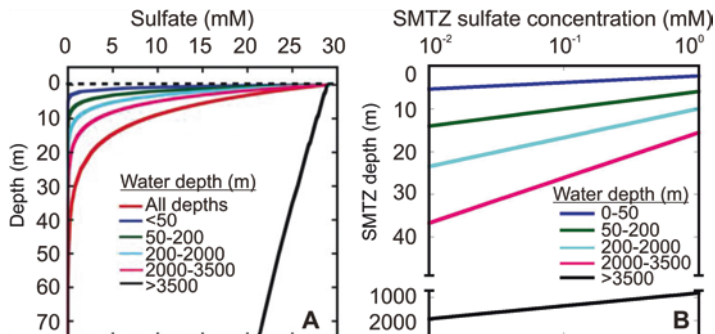 Sulfate (mM)
0 5 10 15 20 25 30
0
10
20
30
40
50
60
70
Depth (m)
Water depth (m)
All depths
<50
50-200
200-2000
2000-3500
>3500
A
SMTZ sulfate concentration (mM)
10-2 10-1 100
0
10
20
30
40
1000
2000
SMTZ depth (m)
Water depth (m)
0-50
50-200
200-2000
2000-3500
>3500
B